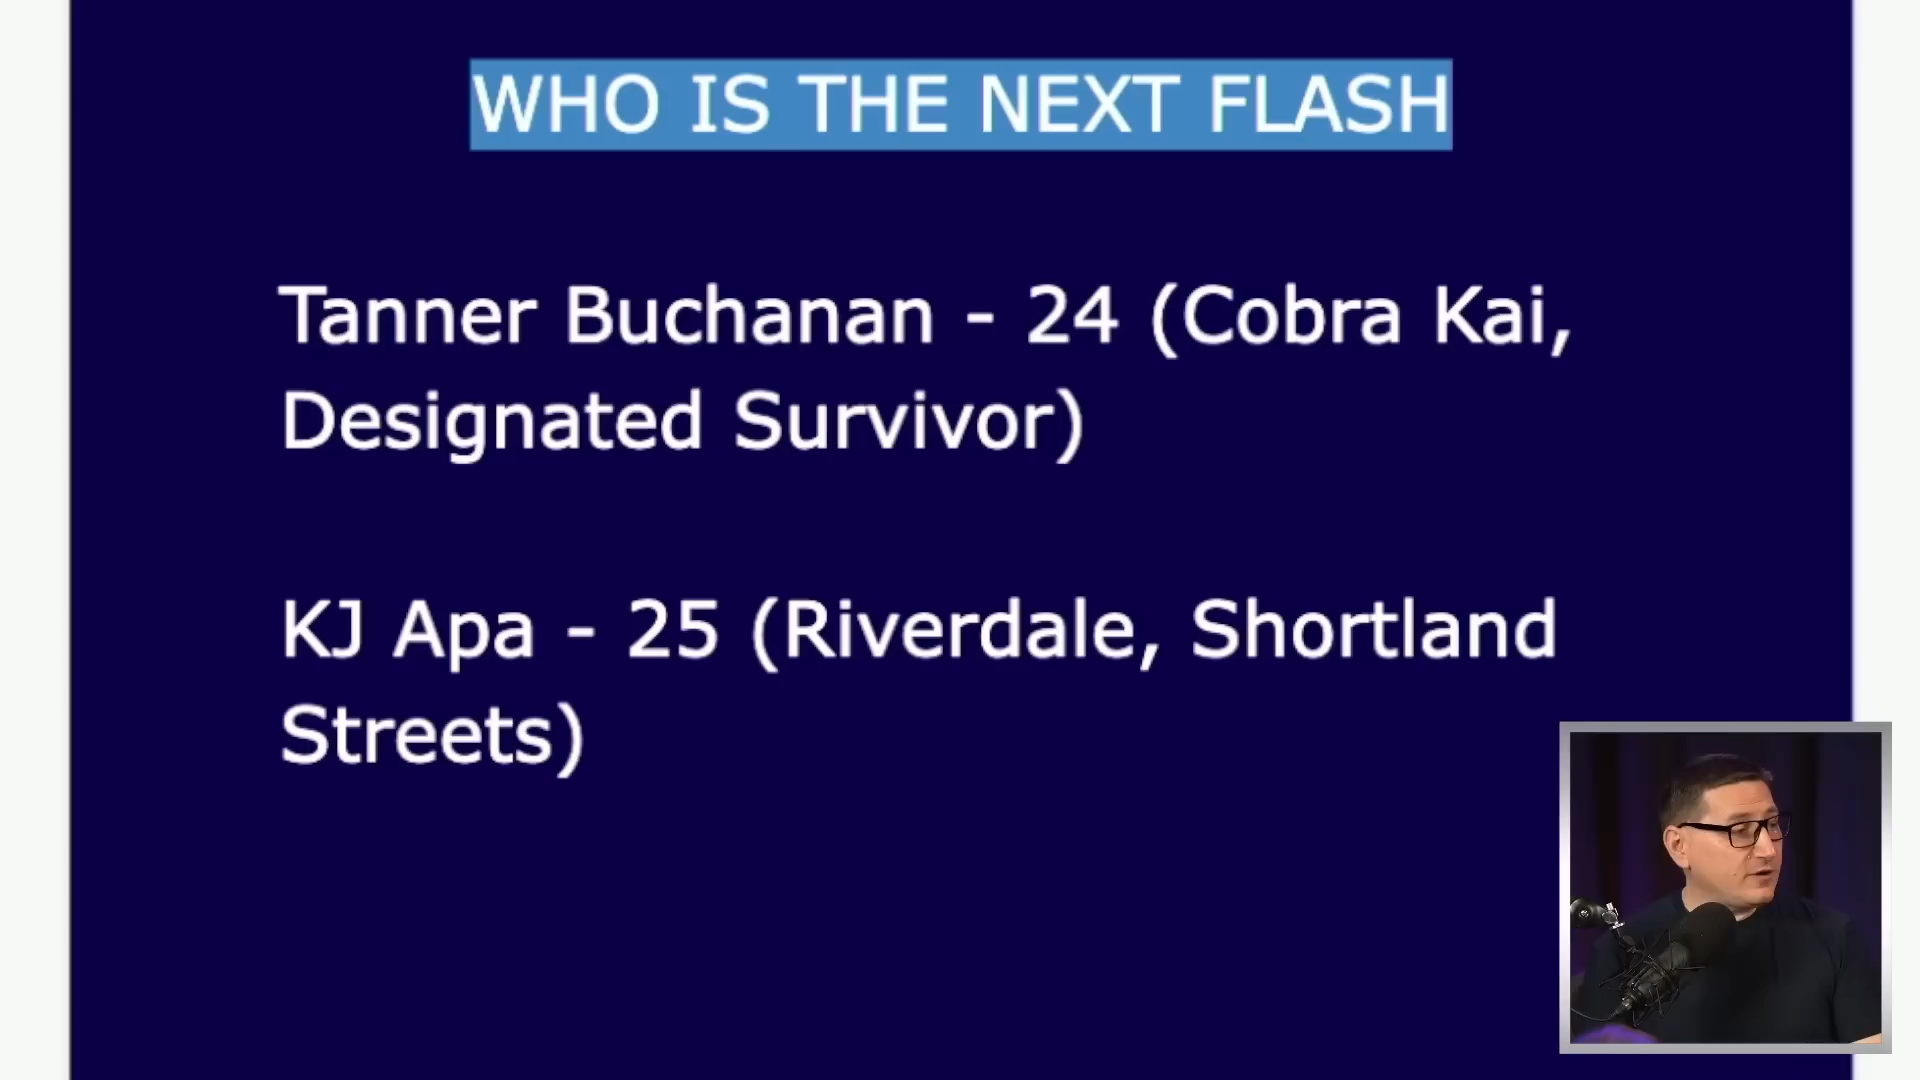 WHO IS THE NEXT FLASH
Tanner Buchanan - 24 (Cobra Kai,
Designated Survivor)
KJ Apa - 25 (Riverdale, Shortland
Streets)